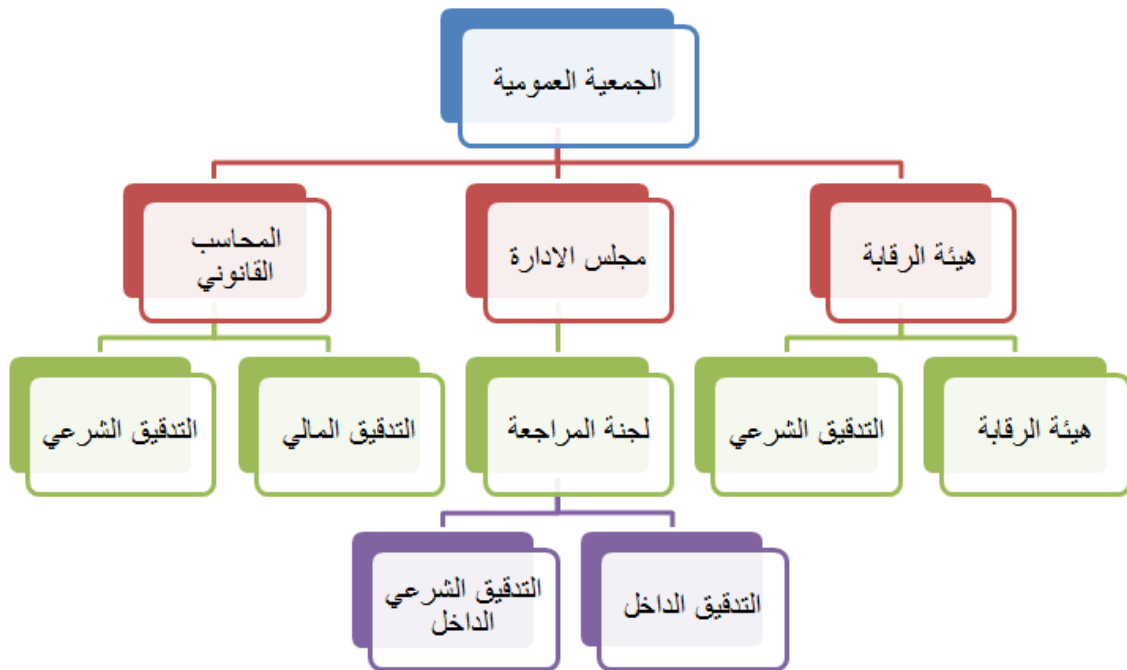 الجمعية العمومية
هيئة الرقابة
مجلس الادارة
المحاسب
القانوني
هيئة الرقابة
التدقيق الشرعي
لجنة المراجعة
التدقيق المالي
التدقيق الشرعي
التدقيق الداخل
التدقيق الشرعي
الداخل